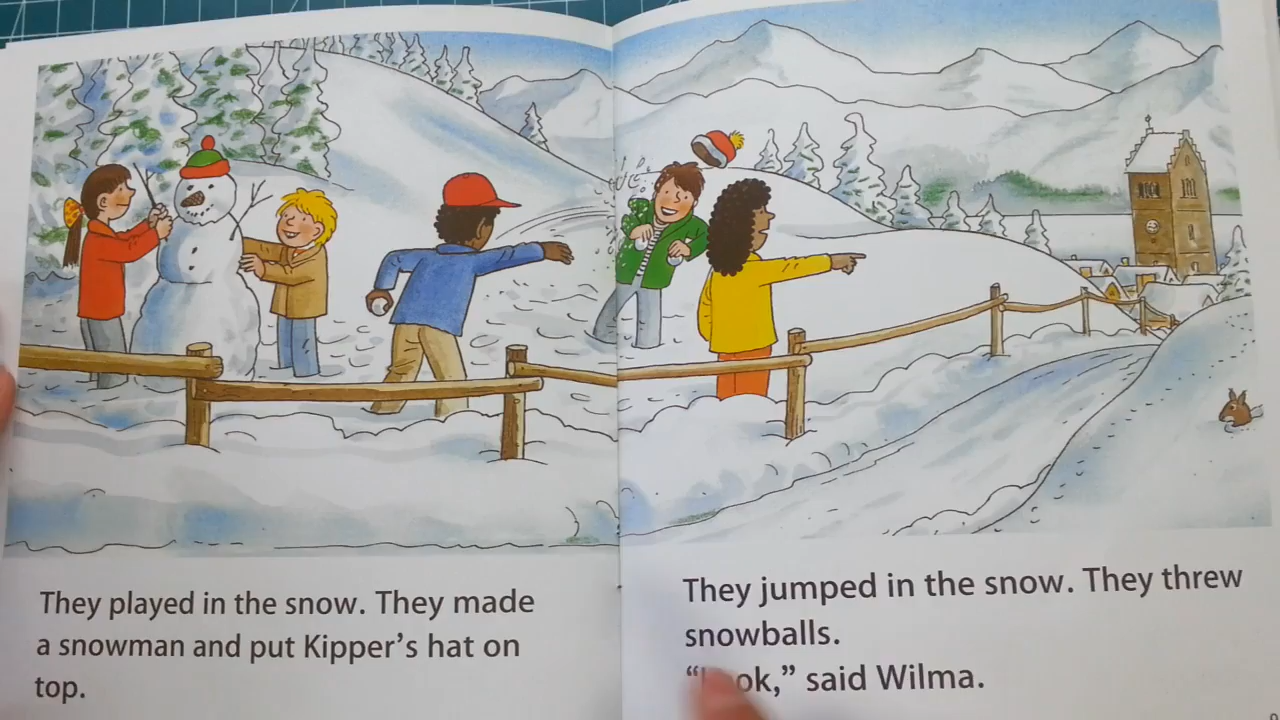 They played in the snow. They made
a snowman and put Kipper’s hat on
top.
They jumped in the snow. They threw
snowballs.
“Look,” said Wilma.